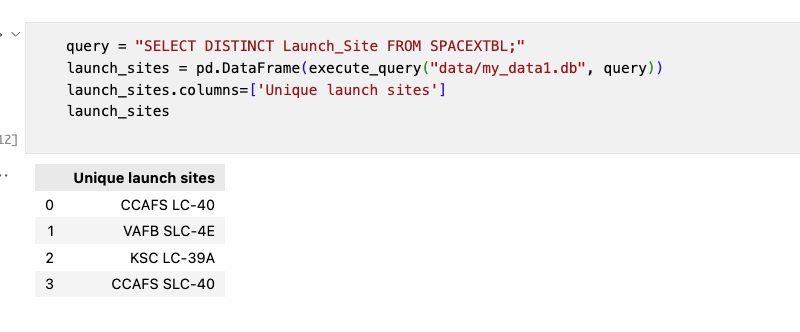 query = "SELECT DISTINCT Launch_Site FROM SPACEXTBL;"
launch_sites = pd.DataFrame(execute_query("data/my_data1.db", query))
launch_sites.columns=['Unique launch sites']
launch_sites
12]
Unique launch sites
0 CCAFS LC-40
1 VAFB SLC-4E
2 KSC LC-39A
3 CCAFS SLC-40